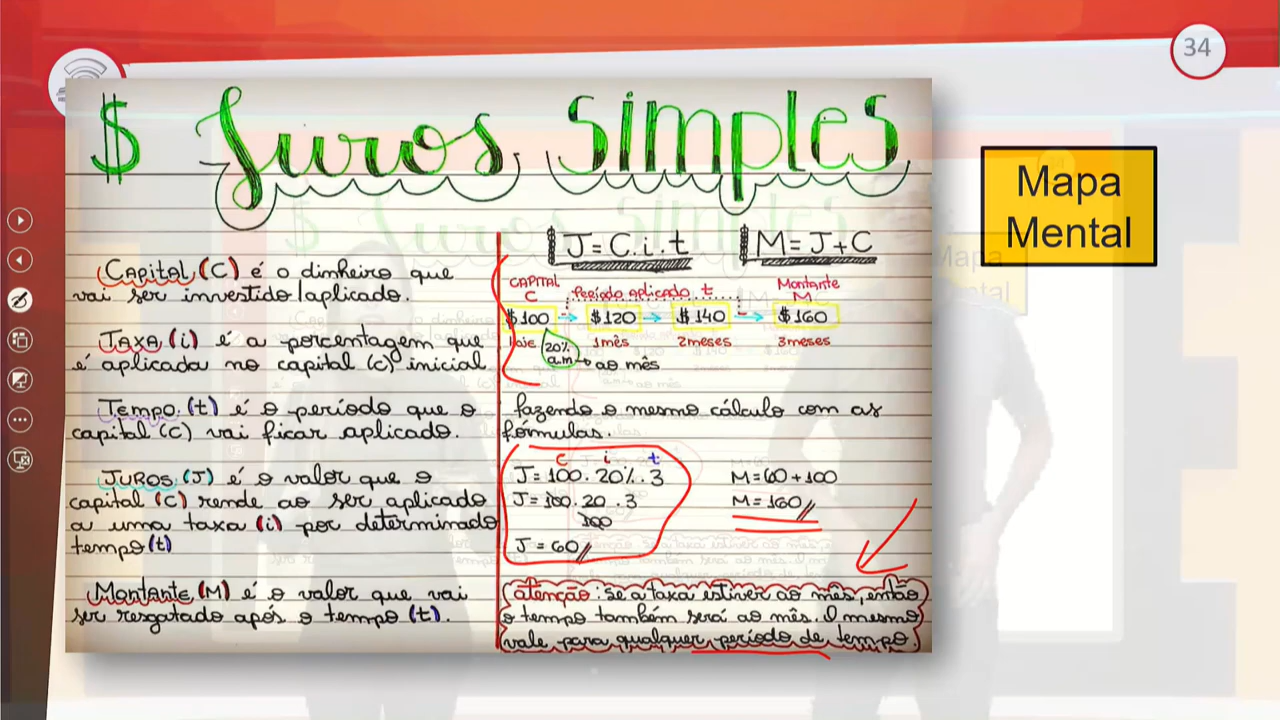 34
$ Juros Simples
Mapa
Mental
J=C.i.t
M=J+C
Capital (C) é o dinheiro que
vai ser investido/aplicado.
Taxa (i) é a porcentagem que
é aplicada no capital (c) inicial
Tempo (t) é o período que o
capital (C) vai ficar aplicado.
Juros (J) é o valor que o
capital (C) rende ao ser aplicado
a uma taxa (i) por determinado
tempo (t)
Montante (M) é o valor que vai
ser resgatado após o tempo (t).
CAPITAL
C
Período aplicado t
Montante
M
$100 $120 $140 $160
hoje 1mês 2meses 3meses
20%
a.m
ao mês
fazendo o mesmo cálculo com as
fórmulas.
C i t
J=100.20%.3
J=100.20.3
100
J=60//
M=60+100
M=160//
atenção: se a taxa estiver ao mês, então
o tempo também será ao mês. O mesmo
vale para qualquer período de tempo.